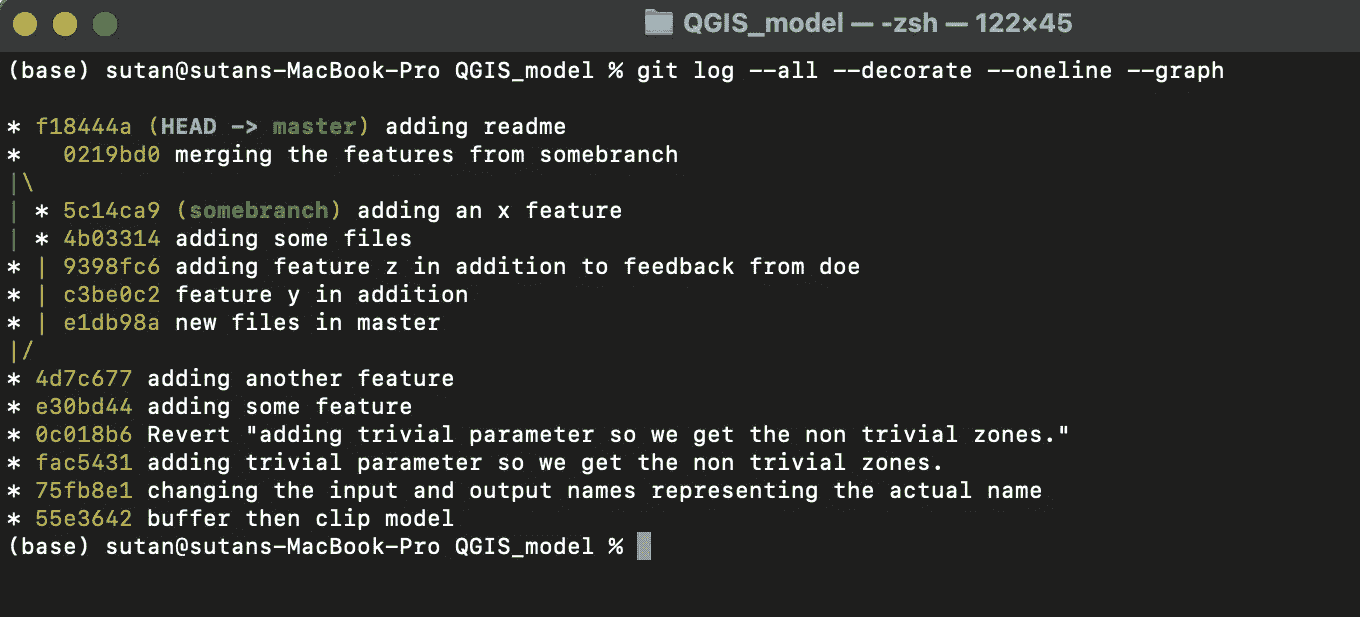 QGIS_model — -zsh — 122×45
(base) sutan@sutans-MacBook-Pro QGIS_model % git log --all --decorate --oneline --graph
* f18444a (HEAD -> master) adding readme
*   0219bd0 merging the features from somebranch
|\
| * 5c14ca9 (somebranch) adding an x feature
| * 4b03314 adding some files
* | 9398fc6 adding feature z in addition to feedback from doe
* | c3be0c2 feature y in addition
* | e1db98a new files in master
|/
* 4d7c677 adding another feature
* e30bd44 adding some feature
* 0c018b6 Revert "adding trivial parameter so we get the non trivial zones."
* fac5431 adding trivial parameter so we get the non trivial zones.
* 75fb8e1 changing the input and output names representing the actual name
* 55e3642 buffer then clip model
(base) sutan@sutans-MacBook-Pro QGIS_model %